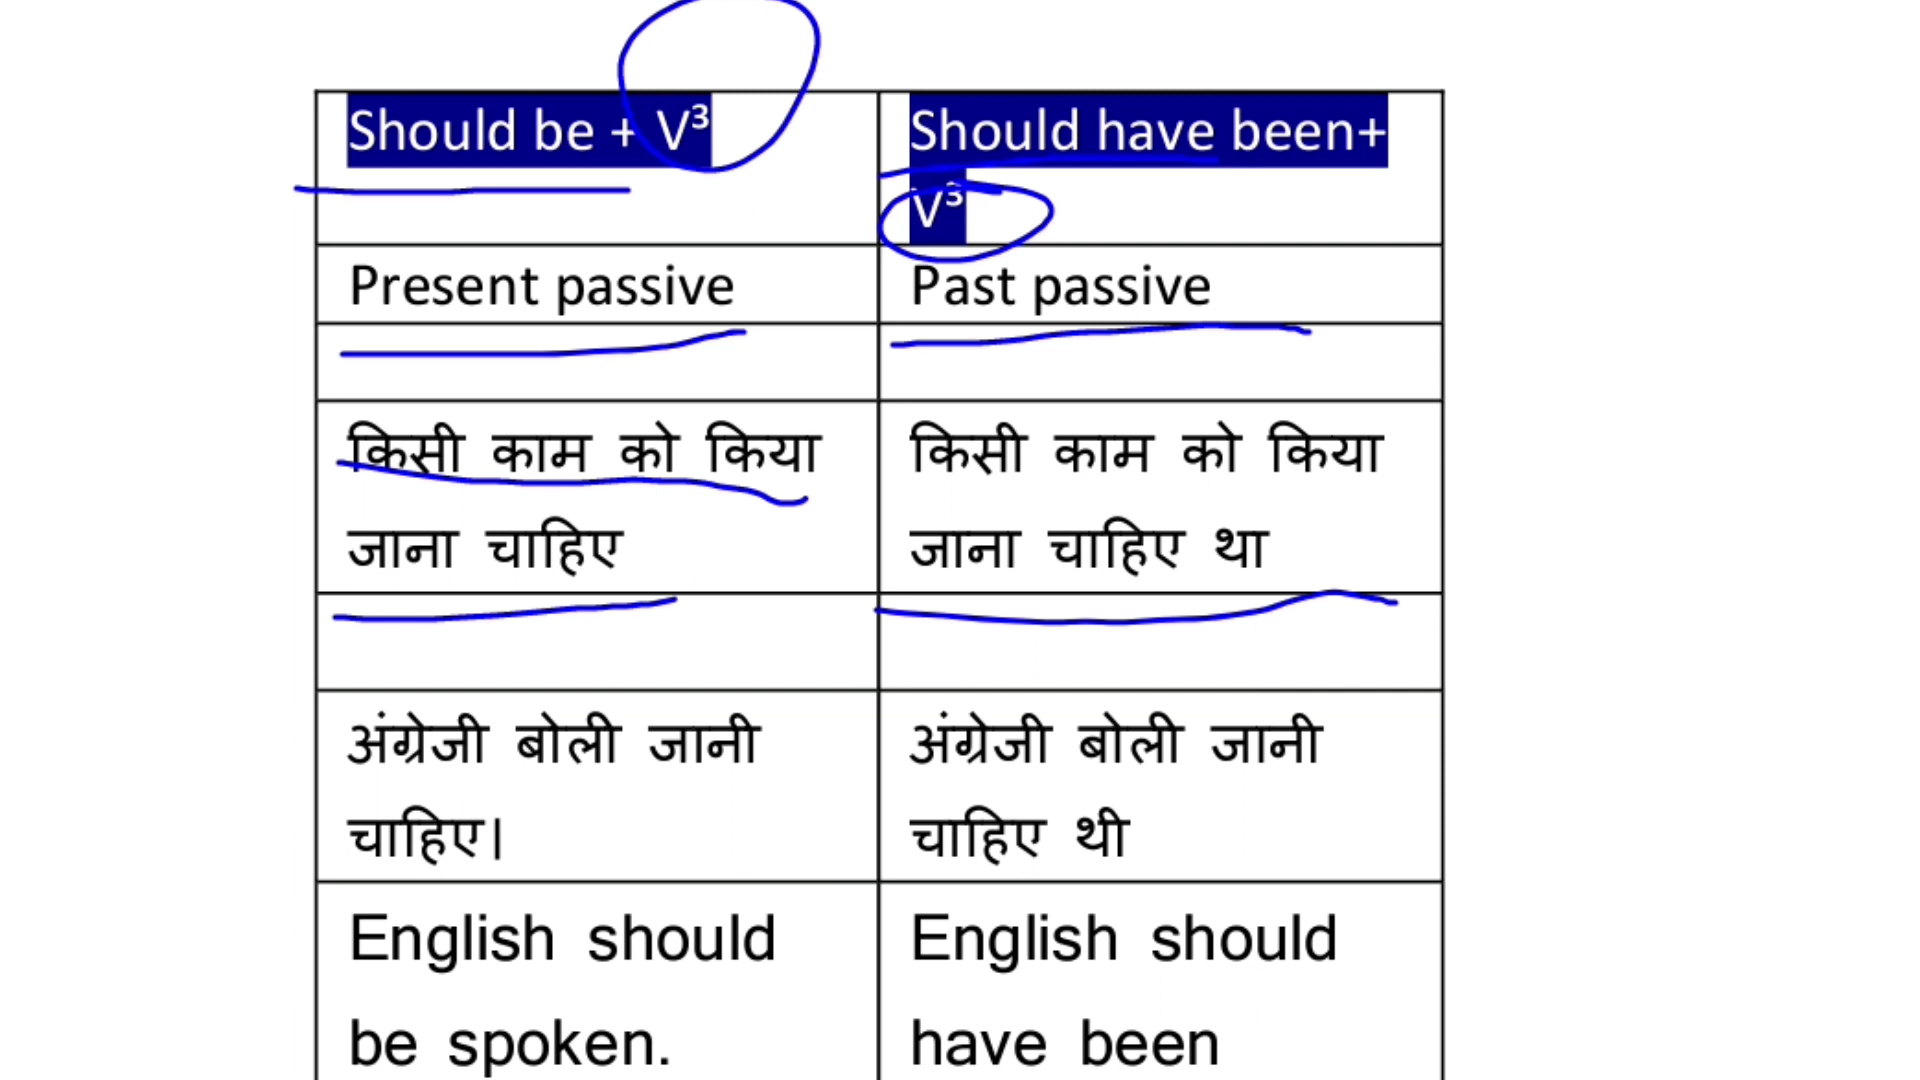 Should be + V³
Should have been+
V³
Present passive
Past passive
किसी काम को किया
जाना चाहिए
किसी काम को किया
जाना चाहिए था
अंग्रेजी बोली जानी
चाहिए।
अंग्रेजी बोली जानी
चाहिए थी
English should
be spoken.
English should
have been